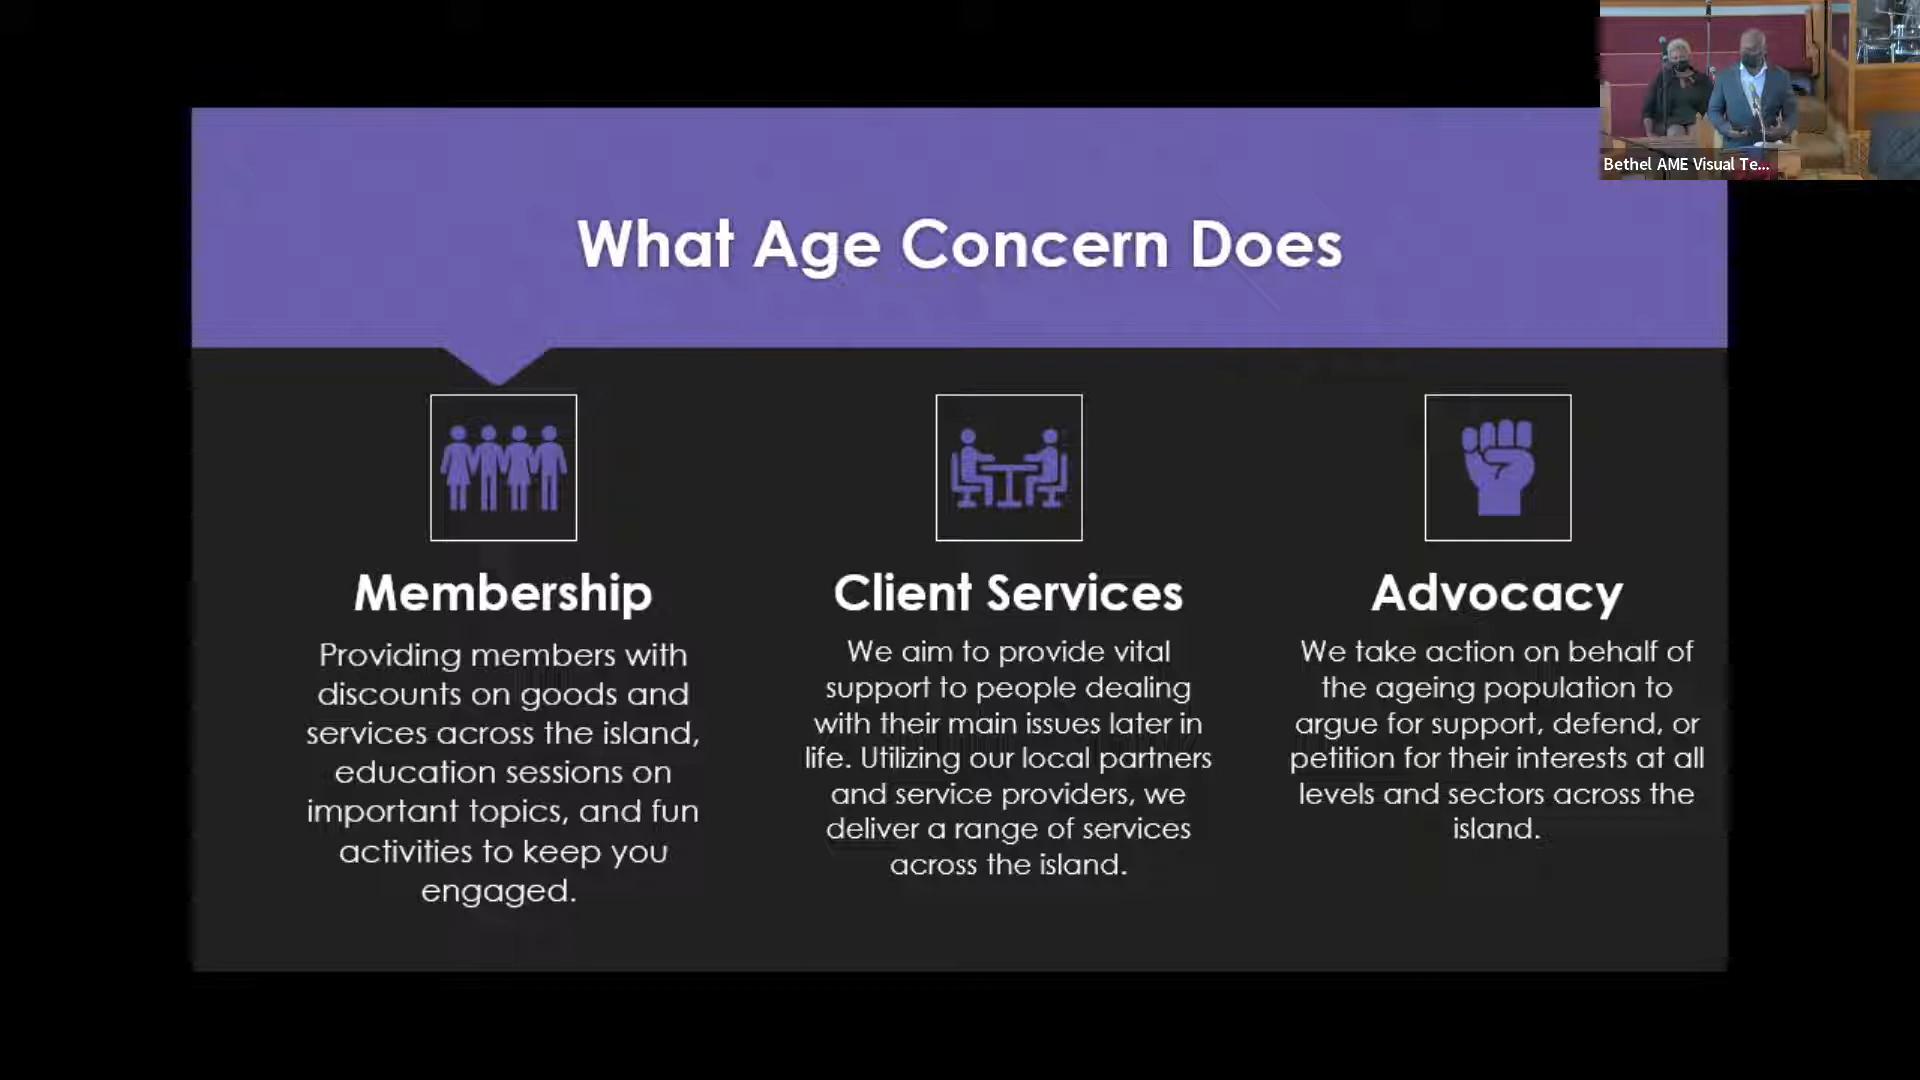 Bethel AME Visual Te...
What Age Concern Does
Membership
Providing members with
discounts on goods and
services across the island,
education sessions on
important topics, and fun
activities to keep you
engaged.
Client Services
We aim to provide vital
support to people dealing
with their main issues later in
life. Utilizing our local partners
and service providers, we
deliver a range of services
across the island.
Advocacy
We take action on behalf of
the ageing population to
argue for support, defend, or
petition for their interests at all
levels and sectors across the
island.